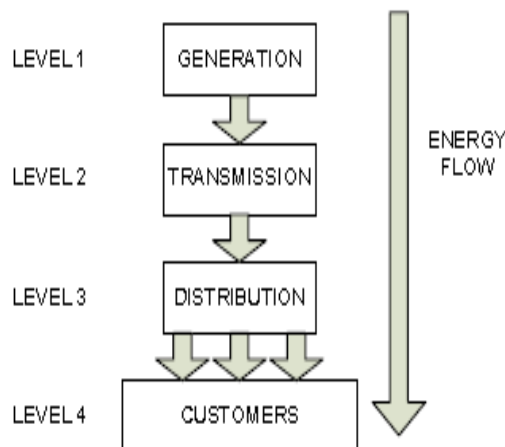 LEVEL 1
GENERATION
LEVEL 2
TRANSMISSION
ENERGY
FLOW
LEVEL 3
DISTRIBUTION
LEVEL 4
CUSTOMERS